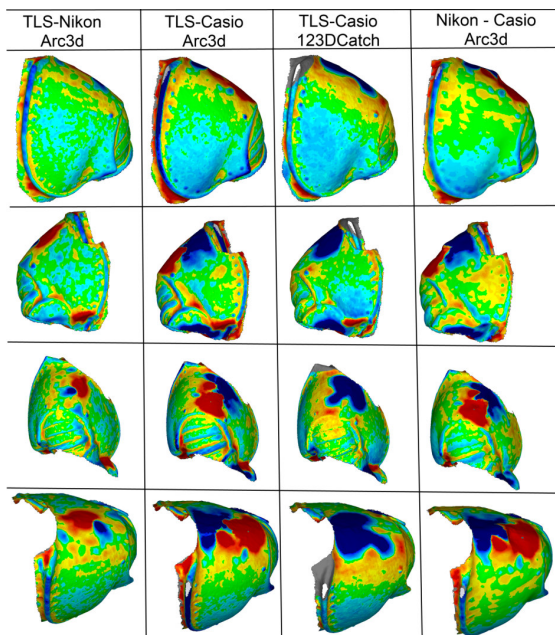 TLS-Nikon
Arc3d
TLS-Casio
Arc3d
TLS-Casio
123DCatch
Nikon - Casio
Arc3d